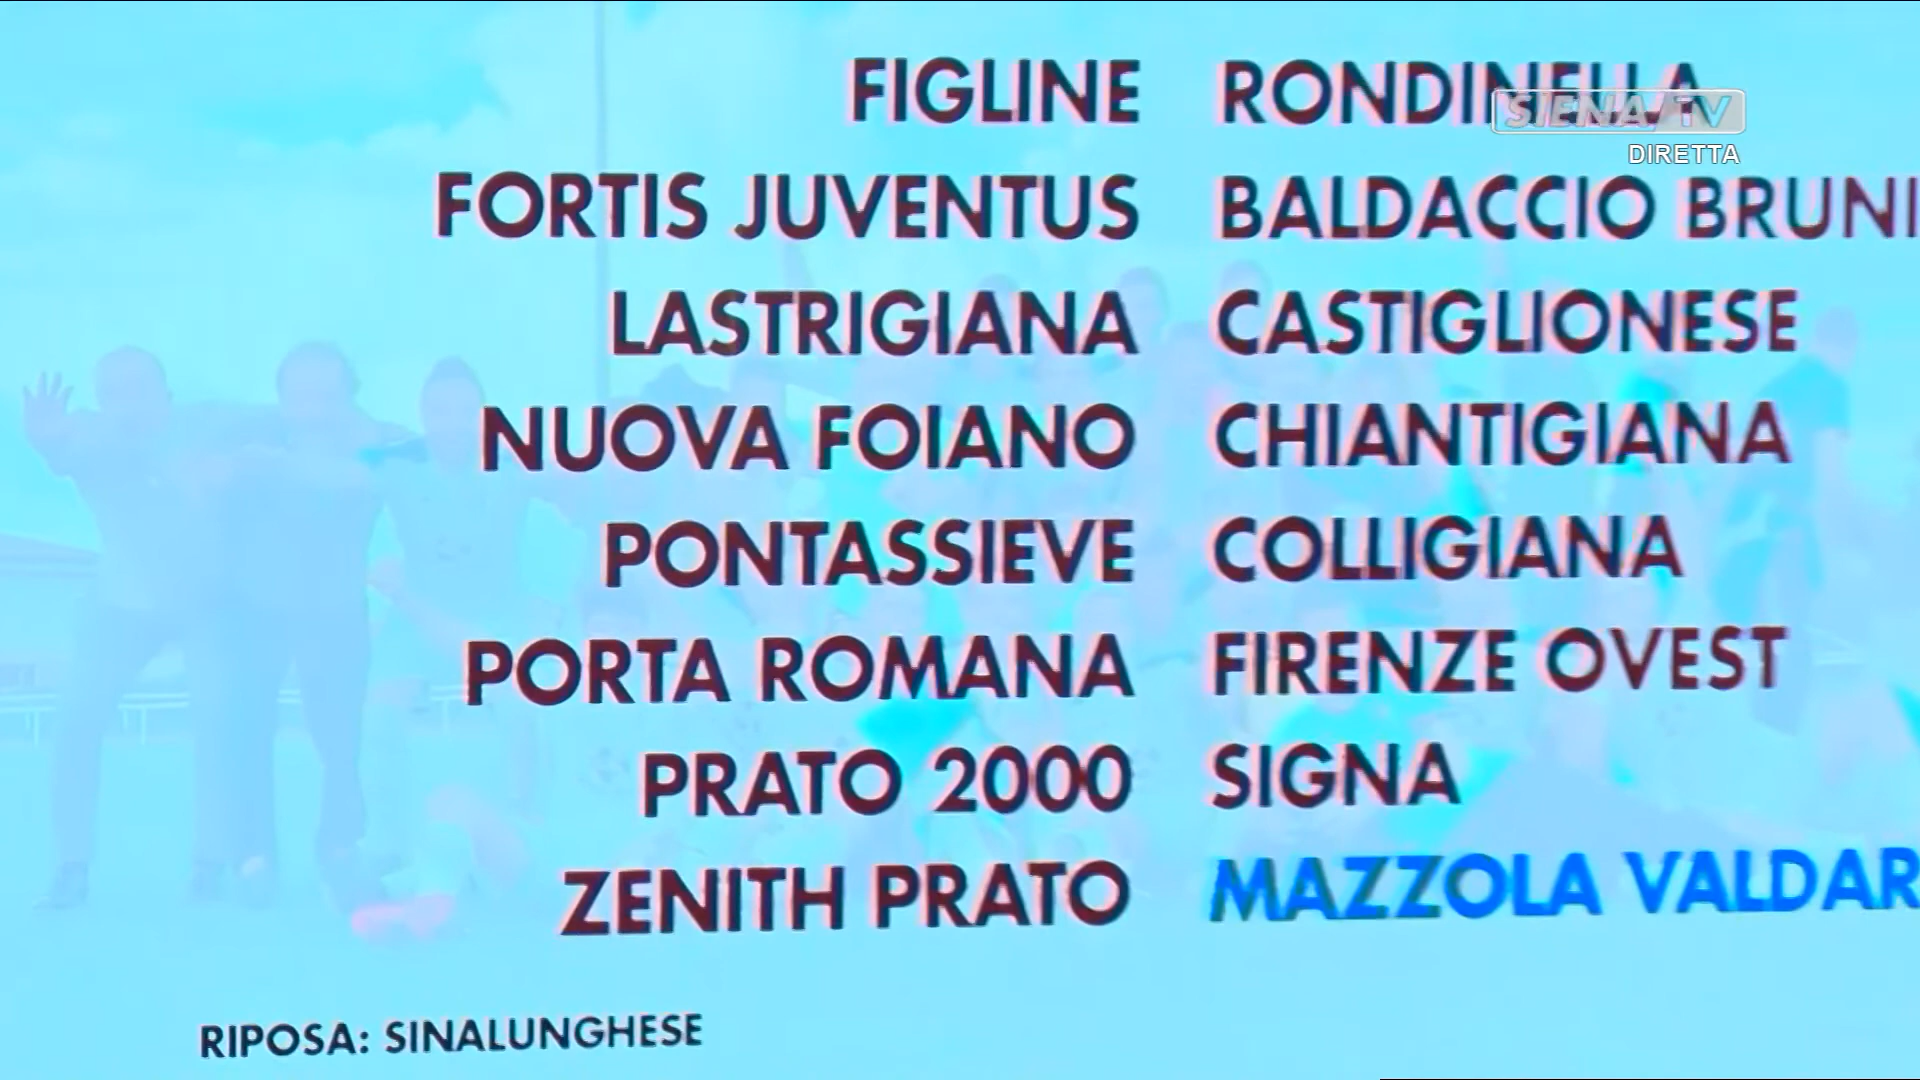 FIGLINE RONDINELLA
SIENA TV
DIRETTA
FORTIS JUVENTUS BALDACCIO BRUNI
LASTRIGIANA CASTIGLIONESE
NUOVA FOIANO CHIANTIGIANA
PONTASSIEVE COLLIGIANA
PORTA ROMANA FIRENZE OVEST
PRATO 2000 SIGNA
ZENITH PRATO MAZZOLA VALDAR
RIPOSA: SINALUNGHESE